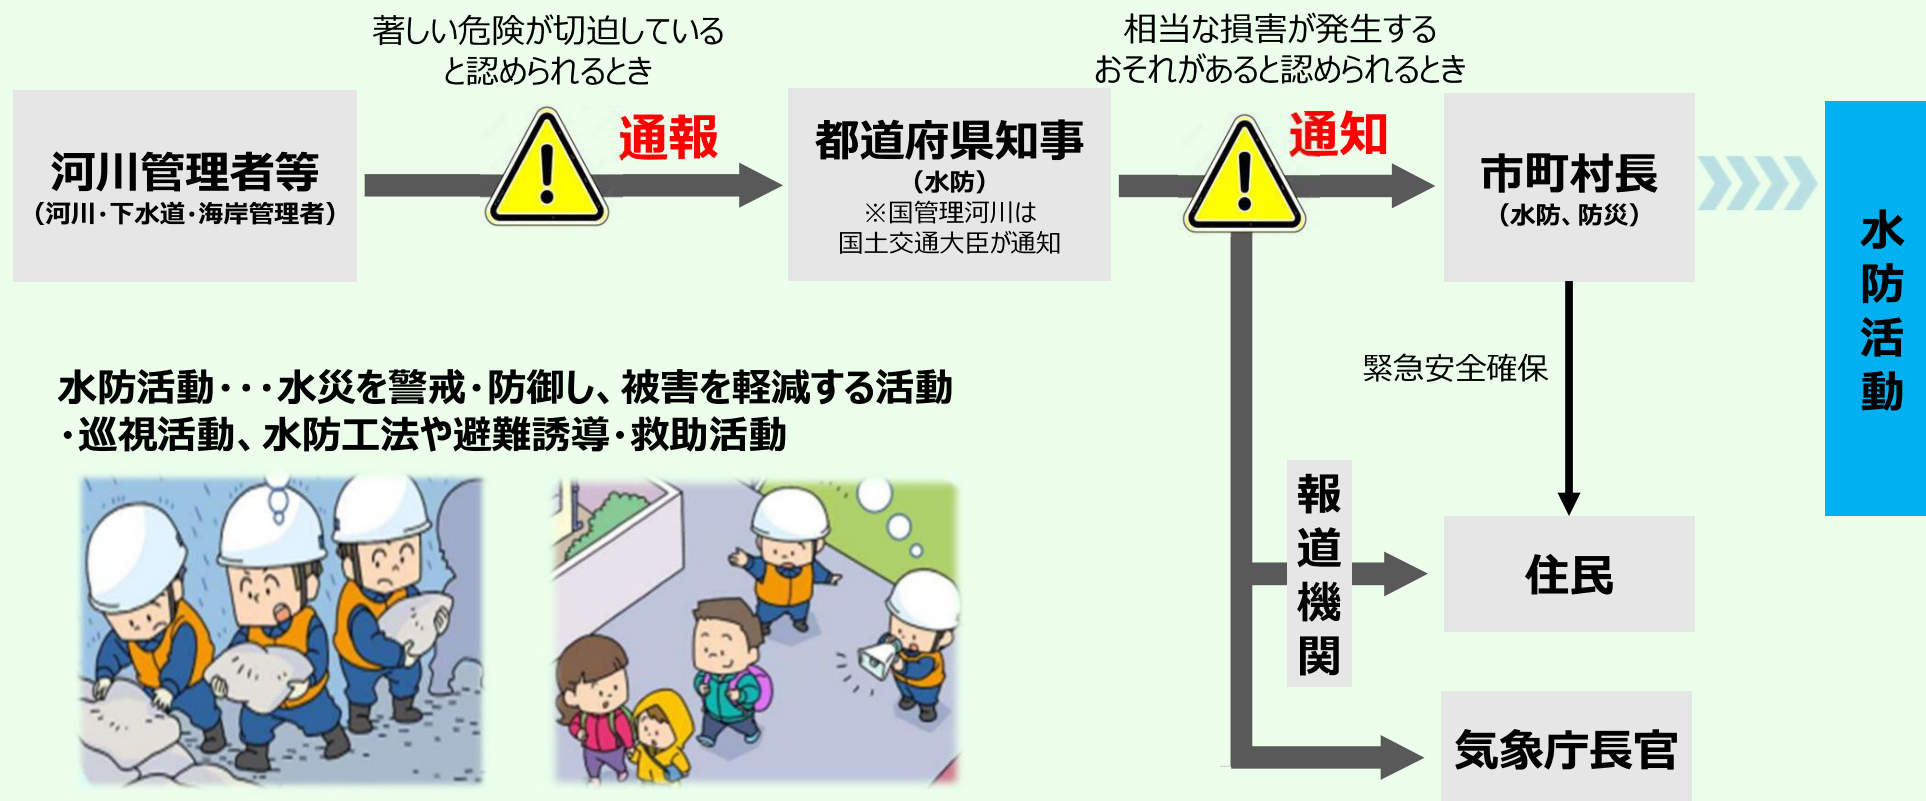 著しい危険が切迫している
と認められるとき
相当な損害が発生する
おそれがあると認められるとき
河川管理者等
（河川・下水道・海岸管理者）
通報
都道府県知事
（水防）
※国管理河川は
国土交通大臣が通知
通知
市町村長
（水防、防災）
水防活動
緊急安全確保
水防活動・・・水災を警戒・防御し、被害を軽減する活動
・巡視活動、水防工法や避難誘導・救助活動
報道機関
住民
気象庁長官